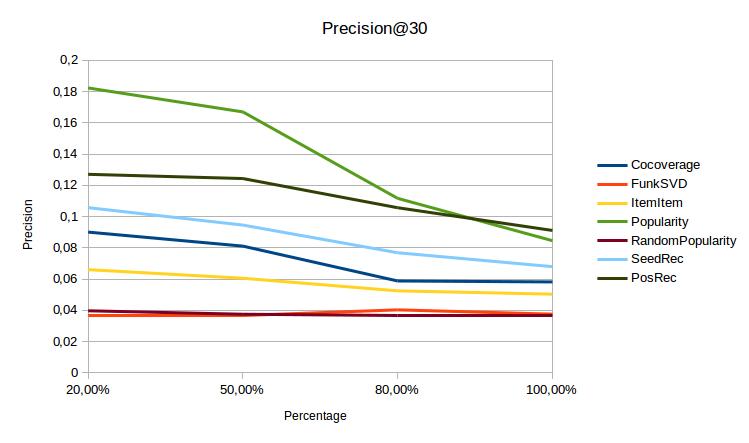 Precision@30
0,2
0,18
0,16
0,14
0,12
0,1
0,08
0,06
0,04
0,02
0
Precision
20,00%
50,00%
80,00%
100,00%
Percentage
Cocoverage
FunkSVD
ItemItem
Popularity
RandomPopularity
SeedRec
PosRec